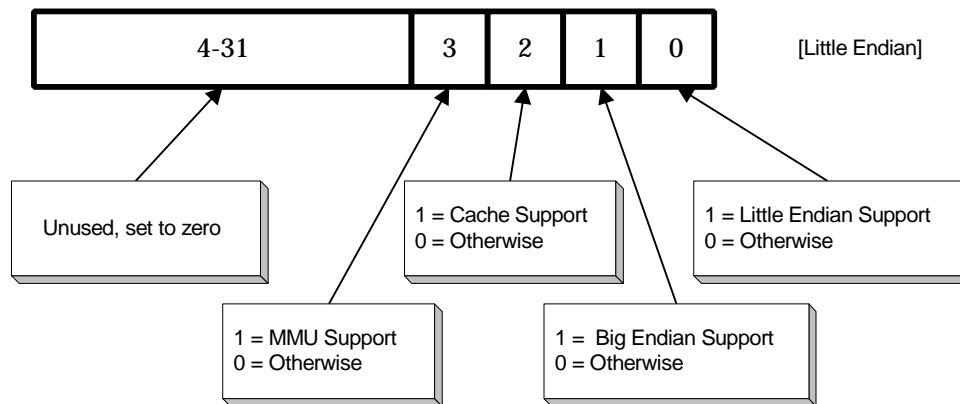 4-31 3 2 1 0 [Little Endian]
Unused, set to zero
1 = Cache Support
0 = Otherwise
1 = Little Endian Support
0 = Otherwise
1 = MMU Support
0 = Otherwise
1 = Big Endian Support
0 = Otherwise